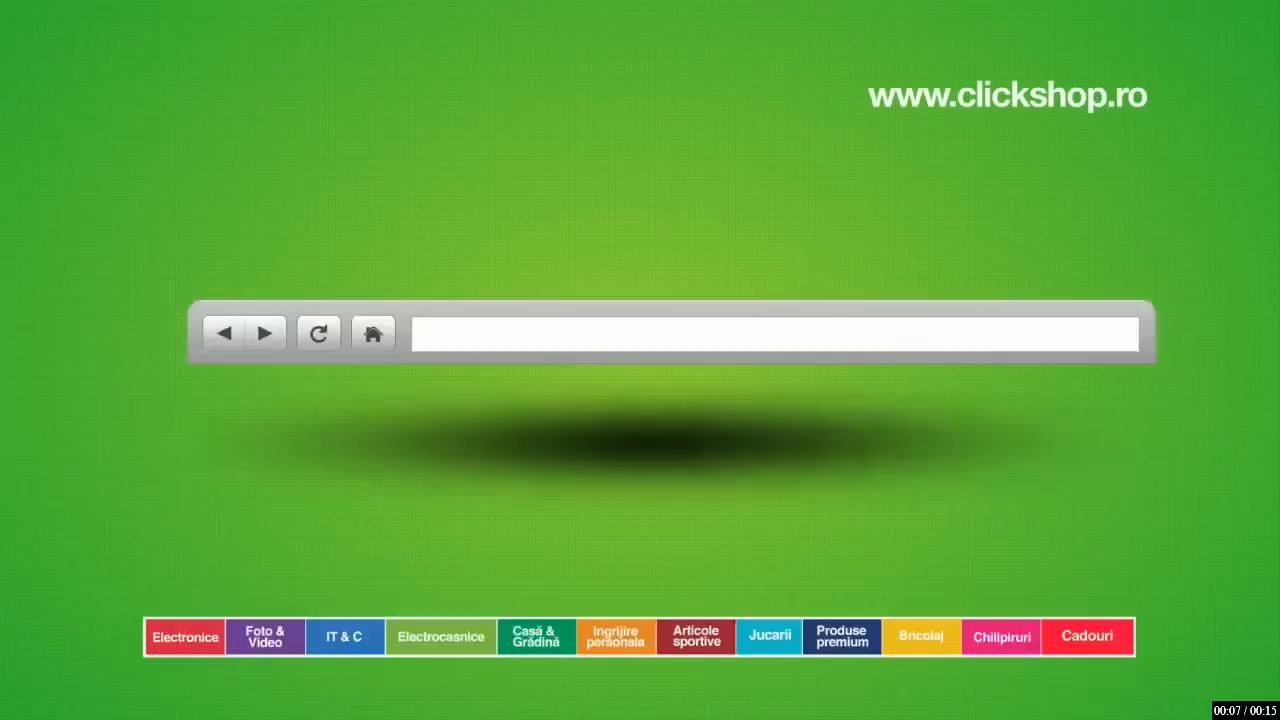 www.clickshop.ro
Electronice
Foto &
Video
IT & C
Electrocasnice
Casă &
Grădină
Ingrijire
personala
Articole
sportive
Jucarii
Produse
premium
Bricolaj
Chilipiruri
Cadouri
00:07 / 00:15